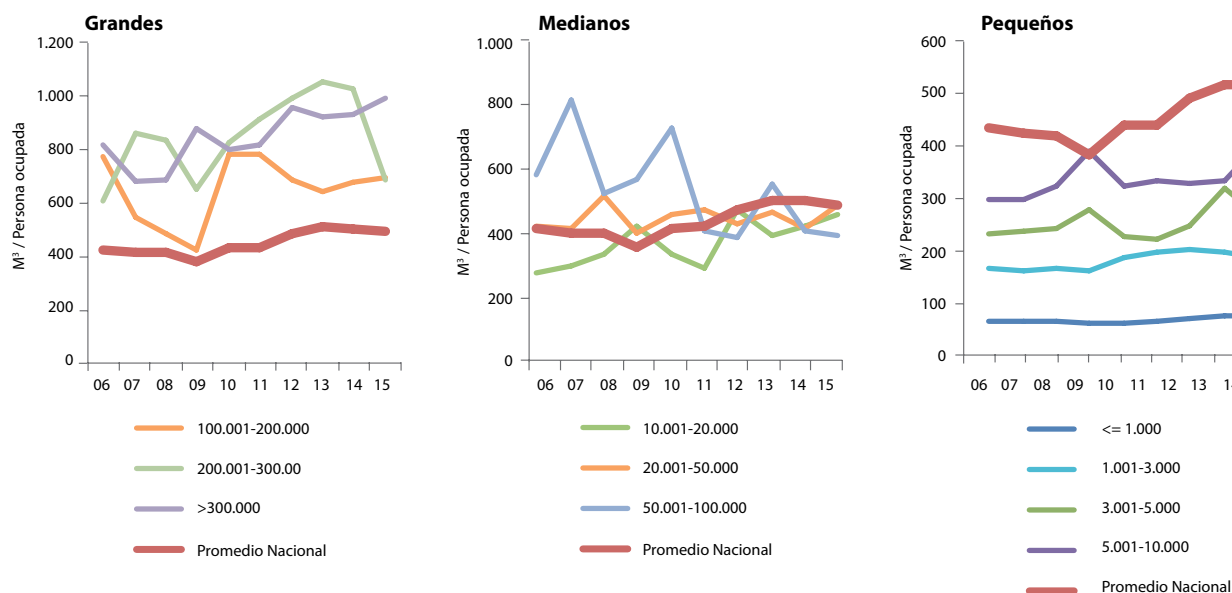 Grandes
M³ / Persona ocupada
1.200
1.000
800
600
400
200
0
06 07 08 09 10 11 12 13 14 15
100.001-200.000
200.001-300.00
>300.000
Promedio Nacional
Medianos
M³ / Persona ocupada
1.000
800
600
400
200
0
06 07 08 09 10 11 12 13 14 15
10.001-20.000
20.001-50.000
50.001-100.000
Promedio Nacional
Pequeños
M³ / Persona ocupada
600
500
400
300
200
100
0
06 07 08 09 10 11 12 13
<= 1.000
1.001-3.000
3.001-5.000
5.001-10.000
Promedio Nacional